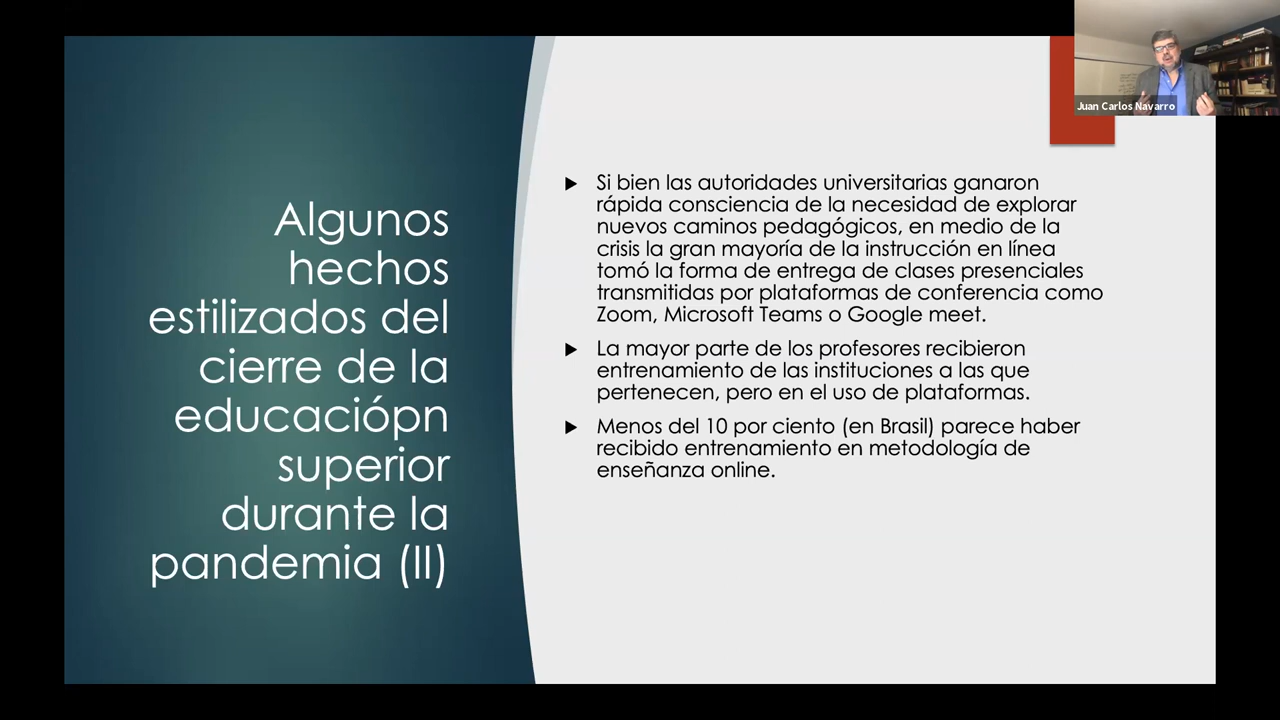 Juan Carlos Navarro
Algunos
hechos
estilizados del
cierre de la
educaciópn
superior
durante la
pandemia (II)
Si bien las autoridades universitarias ganaron
rápida consciencia de la necesidad de explorar
nuevos caminos pedagógicos, en medio de la
crisis la gran mayoría de la instrucción en línea
tomó la forma de entrega de clases presenciales
transmitidas por plataformas de conferencia como
Zoom, Microsoft Teams o Google meet.
La mayor parte de los profesores recibieron
entrenamiento de las instituciones a las que
pertenecen, pero en el uso de plataformas.
Menos del 10 por ciento (en Brasil) parece haber
recibido entrenamiento en metodología de
enseñanza online.